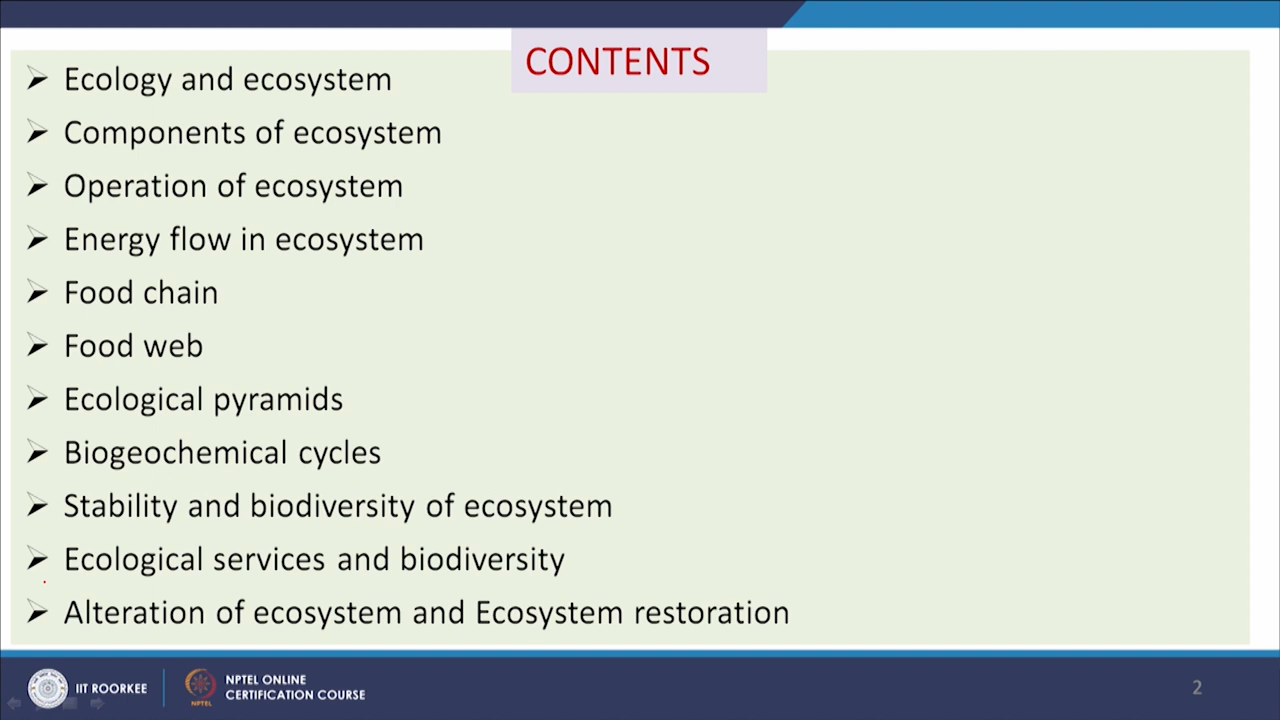 CONTENTS
Ecology and ecosystem
Components of ecosystem
Operation of ecosystem
Energy flow in ecosystem
Food chain
Food web
Ecological pyramids
Biogeochemical cycles
Stability and biodiversity of ecosystem
Ecological services and biodiversity
Alteration of ecosystem and Ecosystem restoration
IIT ROORKEE
NPTEL
NPTEL ONLINE
CERTIFICATION COURSE
2